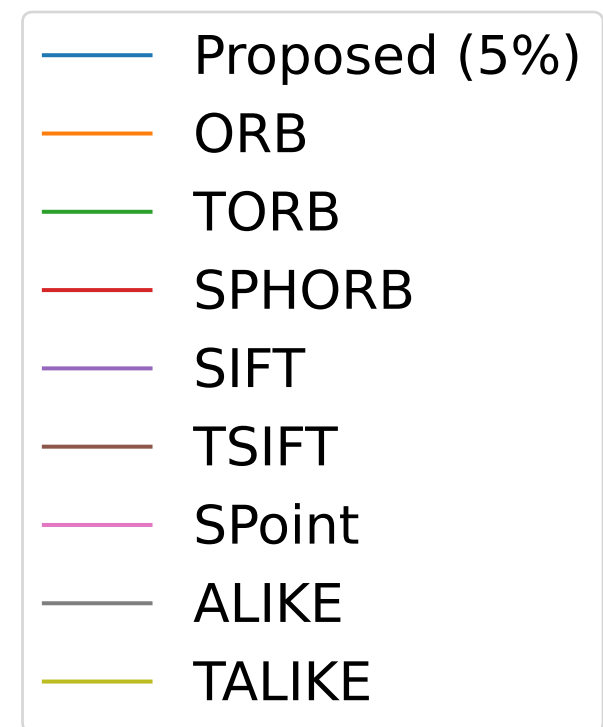 Proposed (5%)
ORB
TORB
SPHORB
SIFT
TSIFT
SPoint
ALIKE
TALIKE